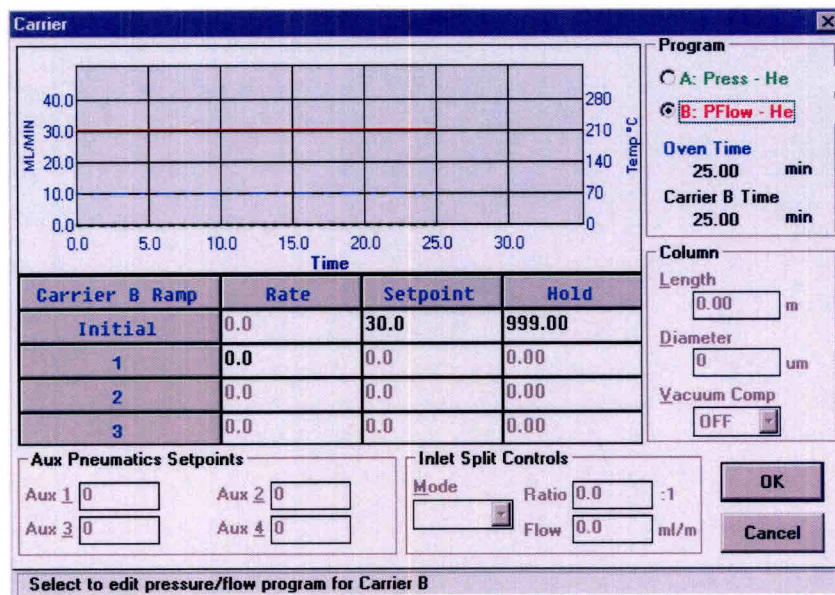 Carrier
ML/MIN
40.0
30.0
20.0
10.0
0.0
280
210
140
70
0
Temp °C
0.0 5.0 10.0 15.0 20.0 25.0 30.0
Time
Program
A: Press - He
B: PFlow - He
Oven Time
25.00 min
Carrier B Time
25.00 min
Carrier B Ramp Rate Setpoint Hold
Initial 0.0 30.0 999.00
1 0.0 0.0 0.00
2 0.0 0.0 0.00
3 0.0 0.0 0.00
Column
Length
0.00 m
Diameter
0 um
Vacuum Comp
OFF
Aux Pneumatics Setpoints
Aux 1 0 Aux 2 0
Aux 3 0 Aux 4 0
Inlet Split Controls
Mode
Ratio 0.0 :1
Flow 0.0 ml/m
OK
Cancel
Select to edit pressure/flow program for Carrier B